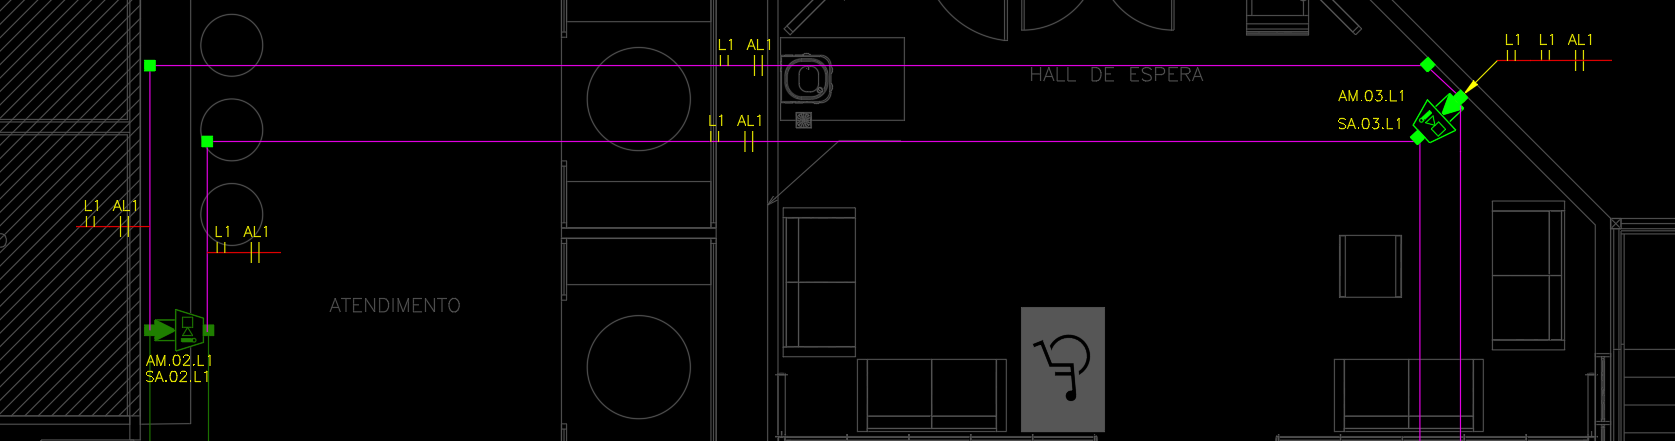 L1 AL1
L1 L1 AL1
HALL DE ESPERA
AM.03.L1
SA.03.L1
L1 AL1
L1 AL1
L1 AL1
ATENDIMENTO
AM.02.L1
SA.02.L1